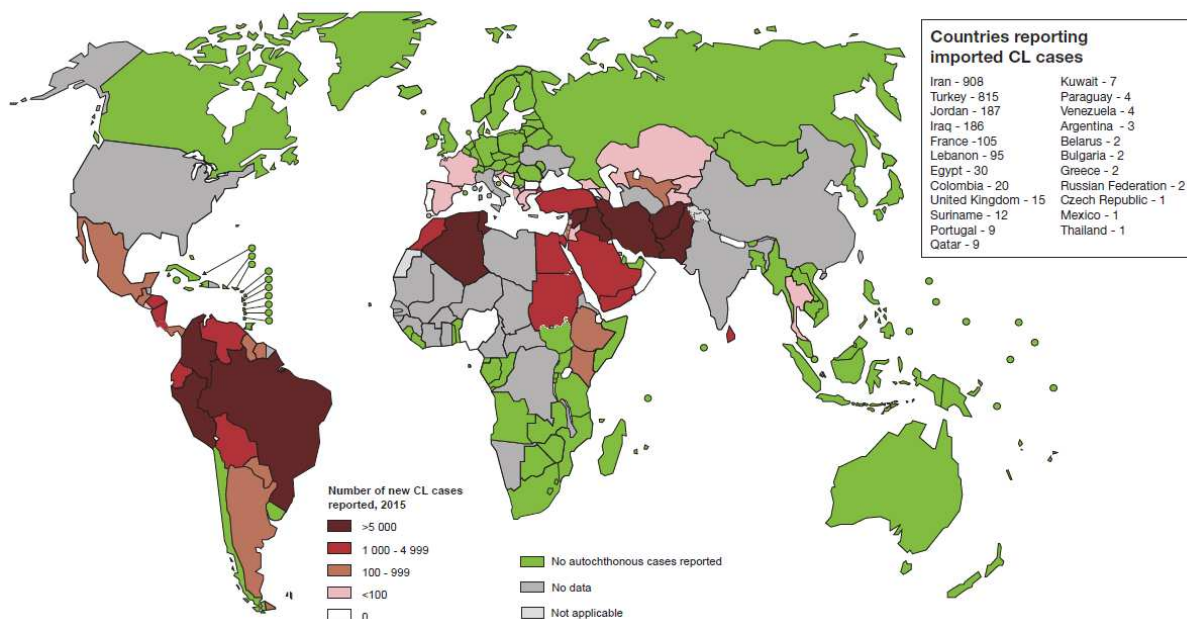 Countries reporting
imported CL cases
Iran - 908
Turkey - 815
Jordan - 187
Iraq - 186
France -105
Lebanon - 95
Egypt - 30
Colombia - 20
United Kingdom - 15
Suriname - 12
Portugal - 9
Qatar - 9
Kuwait - 7
Paraguay - 4
Venezuela - 4
Argentina - 3
Belarus - 2
Bulgaria - 2
Greece - 2
Russian Federation - 2
Czech Republic - 1
Mexico - 1
Thailand - 1
Number of new CL cases
reported, 2015
>5 000
1 000 - 4 999
100 - 999
<100
0
No autochthonous cases reported
No data
Not applicable